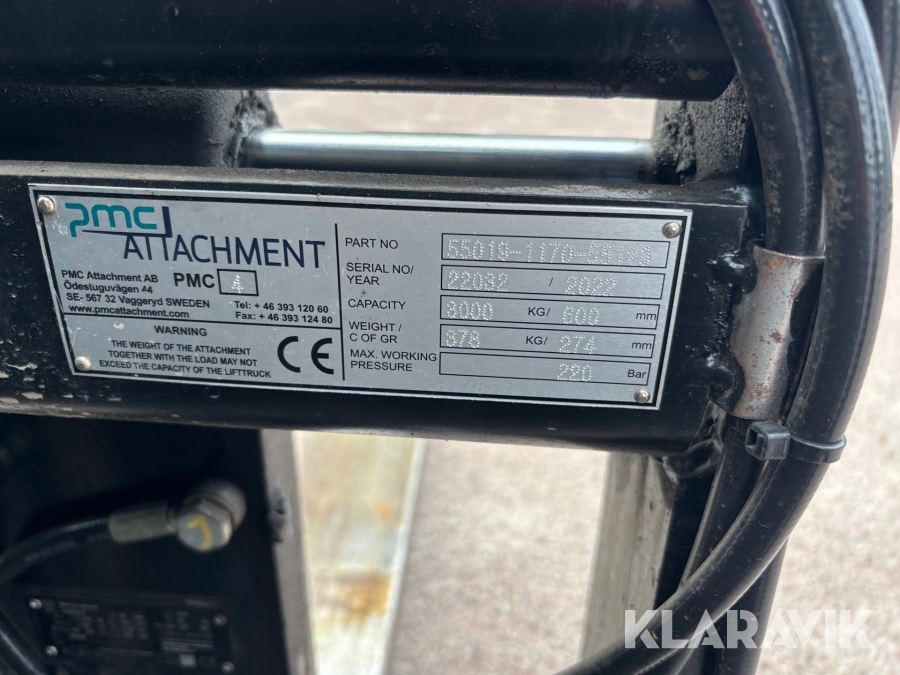 pmc
ATTACHMENT
PMC Attachment AB
PMC 4
Ödestuguvägen 44
SE- 567 32 Vaggeryd SWEDEN
www.pmcattachment.com
Tel: + 46 393 120 60
Fax: + 46 393 124 80
WARNING
THE WEIGHT OF THE ATTACHMENT
TOGETHER WITH THE LOAD MAY NOT
EXCEED THE CAPACITY OF THE LIFTTRUCK
CE
PART NO 55019-1170-
SERIAL NO/
YEAR 22082 / 2022
CAPACITY 3000 KG/ 600 mm
WEIGHT /
C OF GR 378 KG/ 274 mm
MAX. WORKING
PRESSURE 220 Bar
KLARAVIK